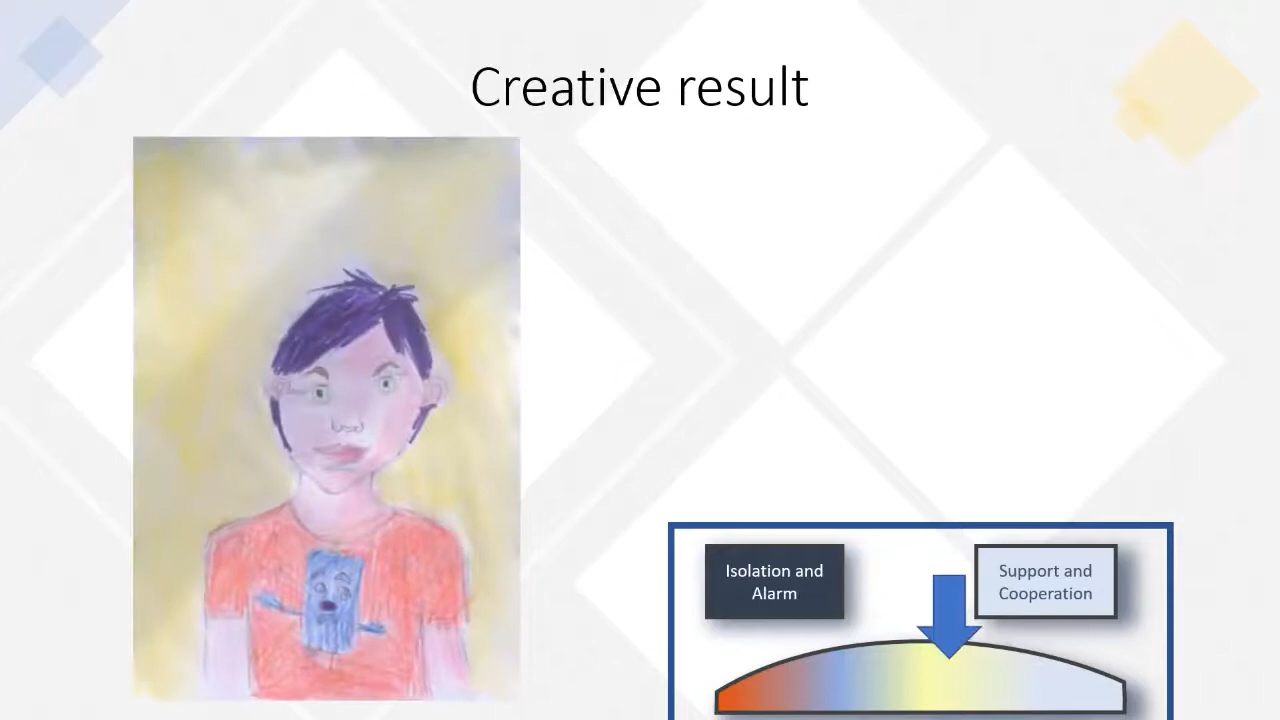 Creative result
Isolation and
Alarm
Support and
Cooperation